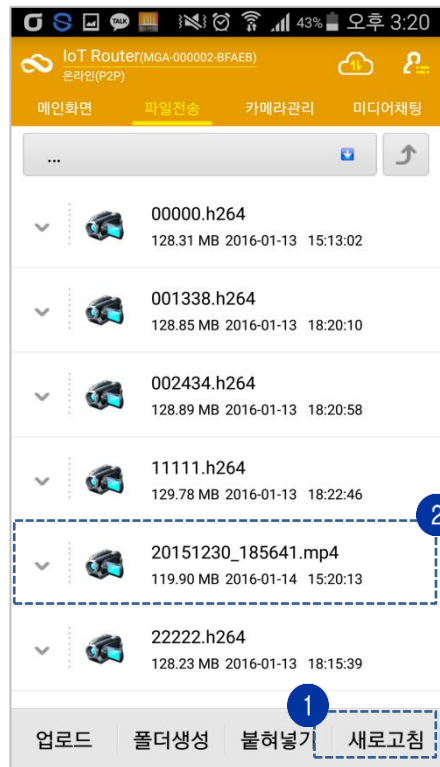 TALK 43% 오후 3:20
IoT Router(MGA-000002-BFAEB)
온라인(P2P)
메인화면 파일전송 카메라관리 미디어채팅
...
00000.h264
128.31 MB 2016-01-13 15:13:02
001338.h264
128.85 MB 2016-01-13 18:20:10
002434.h264
128.89 MB 2016-01-13 18:20:58
11111.h264
129.78 MB 2016-01-13 18:22:46
2
20151230_185641.mp4
119.90 MB 2016-01-14 15:20:13
22222.h264
128.23 MB 2016-01-13 18:15:39
1
업로드 폴더생성 붙혀넣기 새로고침